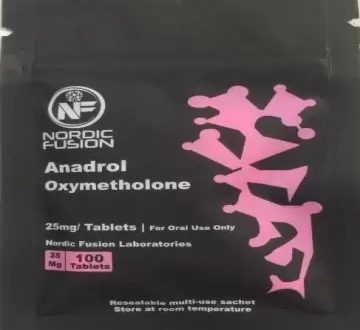 NF
NORDIC
FUSION
Anadrol
Oxymetholone
25mg/ Tablets | For Oral Use Only
Nordic Fusion Laboratories
25 Mg 100 Tablets
Resealable multi-use sachet
Store at room temperature